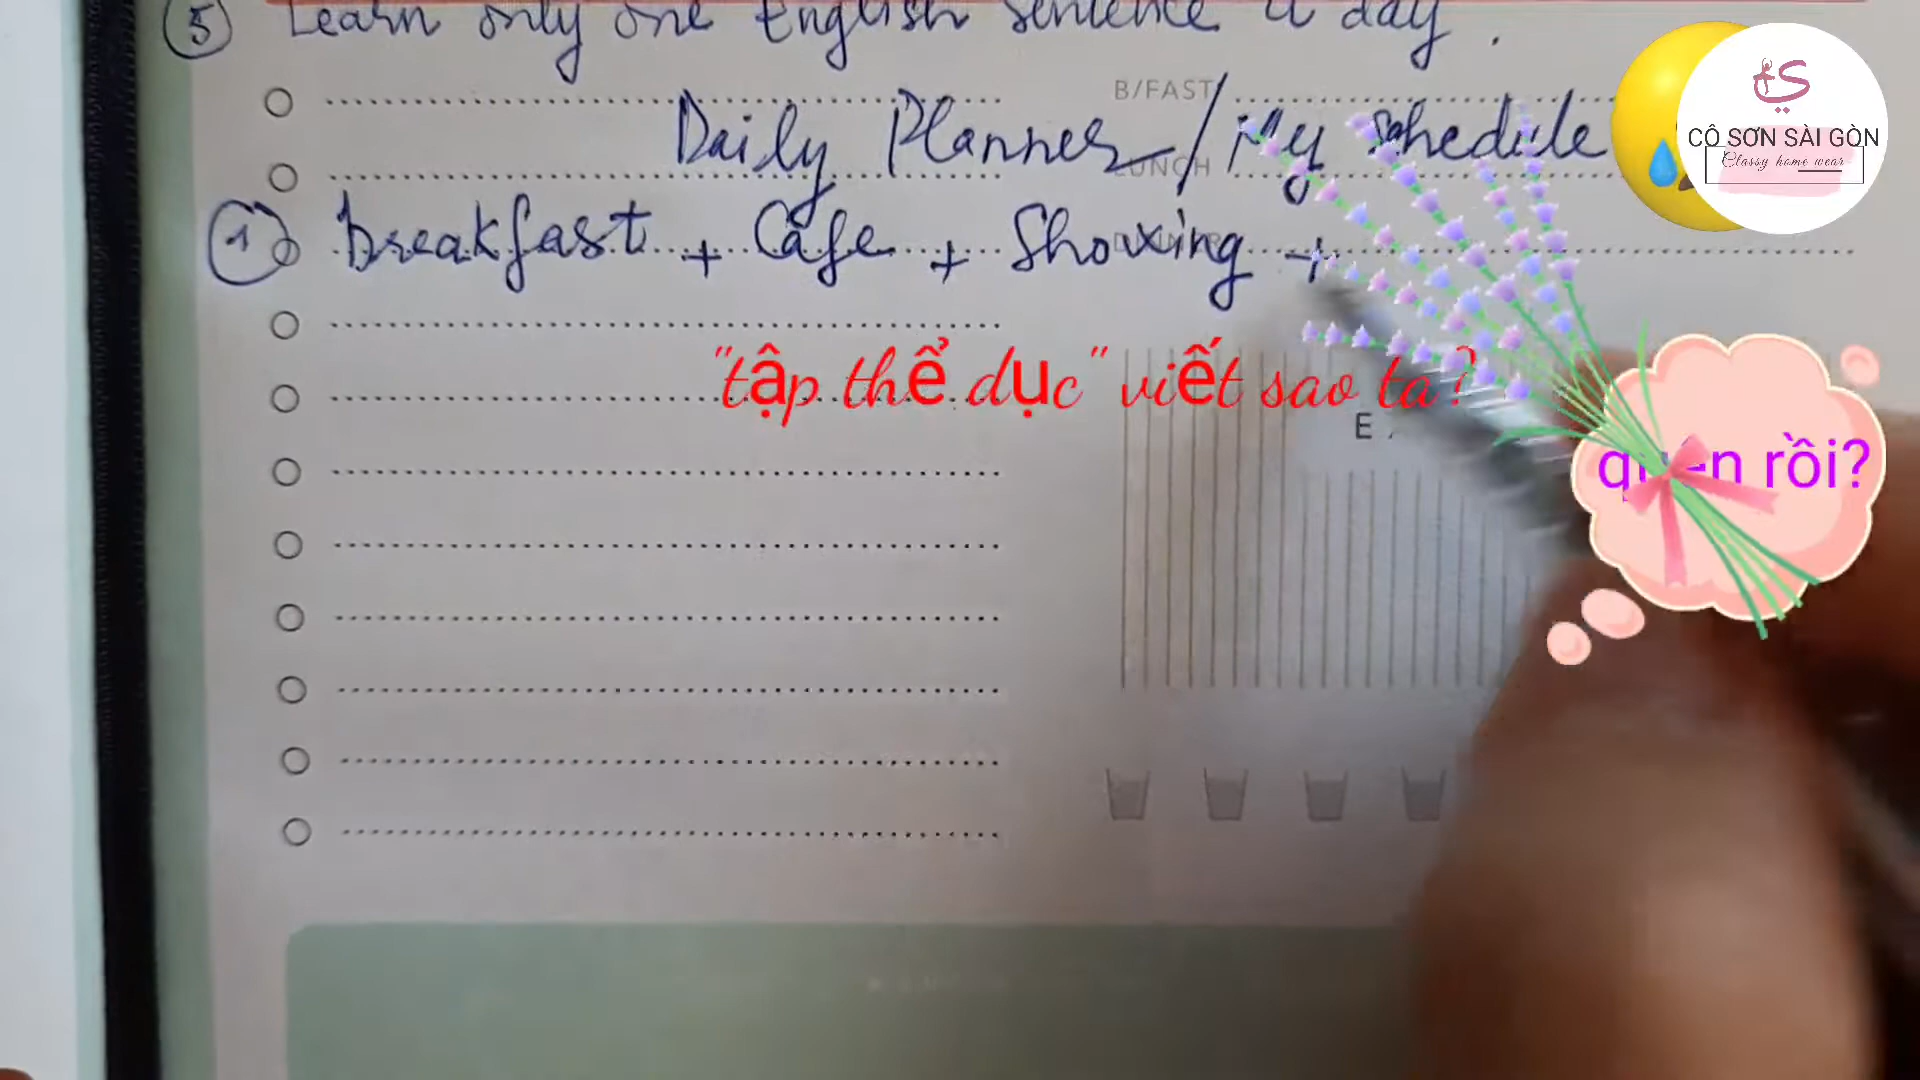 5 Learn only one English sentence a day.
B/FAST
Daily Planner / My Schedule
LUNCH
CÔ SƠN SÀI GÒN
Classy home wear
1 breakfast + Cafe + Showing +
"tập thể dục" viết sao ta?
E
quên rồi?